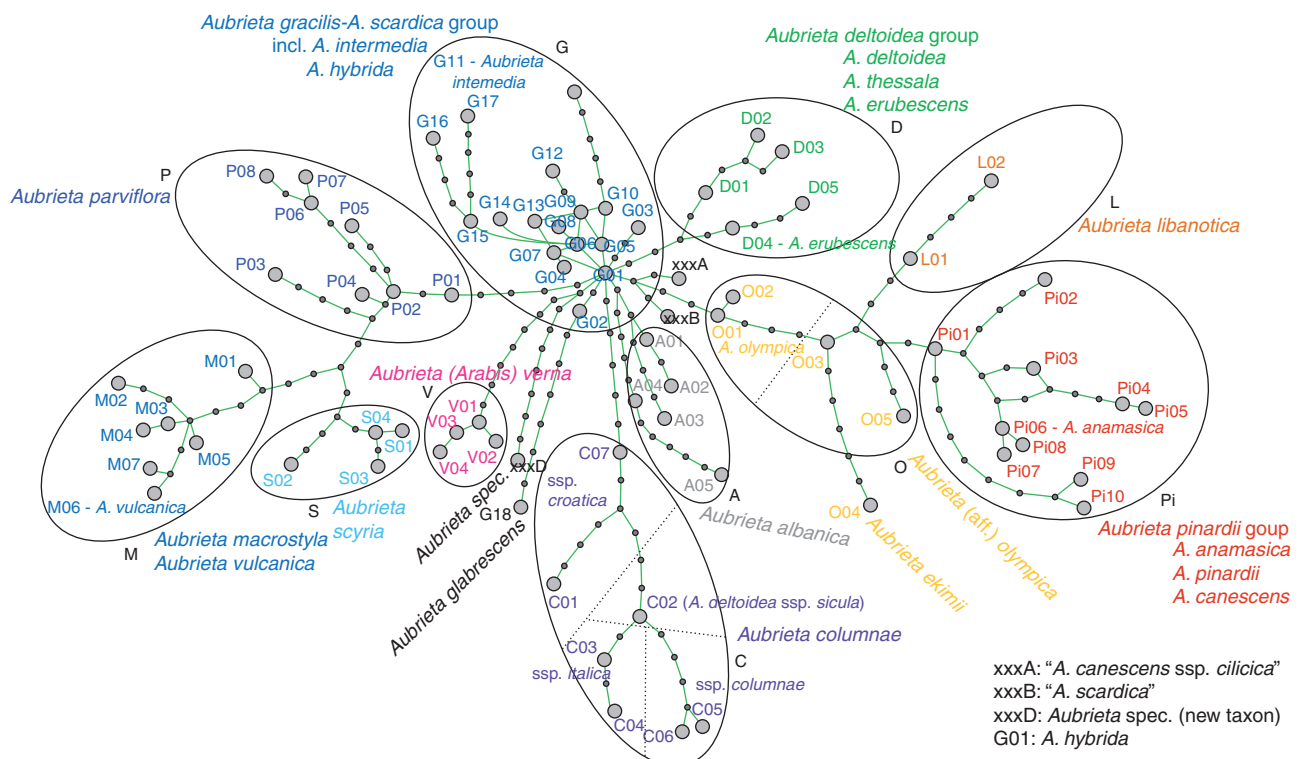 Aubrieta gracilis-A. scardica group
incl. A. intermedia
A. hybrida
G
G11 - Aubrieta
intemedia
G17
G16
G12
G14
G13
G09
G10
G08
G03
G15
G06
G05
G07
G04
G01
G02
Aubrieta deltoidea group
A. deltoidea
A. thessala
A. erubescens
D
D02
D03
D01
D05
D04 - A. erubescens
L02
L
Aubrieta libanotica
L01
P
Aubrieta parviflora
P08
P07
P06
P05
P03
P04
P01
P02
xxxA
xxxB
O02
O01
A. olympica
O03
O05
O04
O
Aubrieta (aff.) olympica
Aubrieta ekimii
Pi02
Pi01
Pi03
Pi04
Pi05
Pi06 - A. anamasica
Pi08
Pi07
Pi09
Pi10
Pi
Aubrieta pinardii goup
A. anamasica
A. pinardii
A. canescens
M01
M02
M03
M04
M05
M07
M06 - A. vulcanica
M
Aubrieta macrostyla
Aubrieta vulcanica
S04
S01
S02
S03
S
Aubrieta
scyria
Aubrieta (Arabis) verna
V
V01
V03
V02
V04
xxxD
Aubrieta spec.
G18
Aubrieta glabrescens
A01
A04
A02
A03
A05
A
Aubrieta albanica
C07
ssp.
croatica
C01
C02 (A. deltoidea ssp. sicula)
Aubrieta columnae
C03
C
ssp. italica
ssp. columnae
C04
C05
C06
xxxA: “A. canescens ssp. cilicica”
xxxB: “A. scardica”
xxxD: Aubrieta spec. (new taxon)
G01: A. hybrida